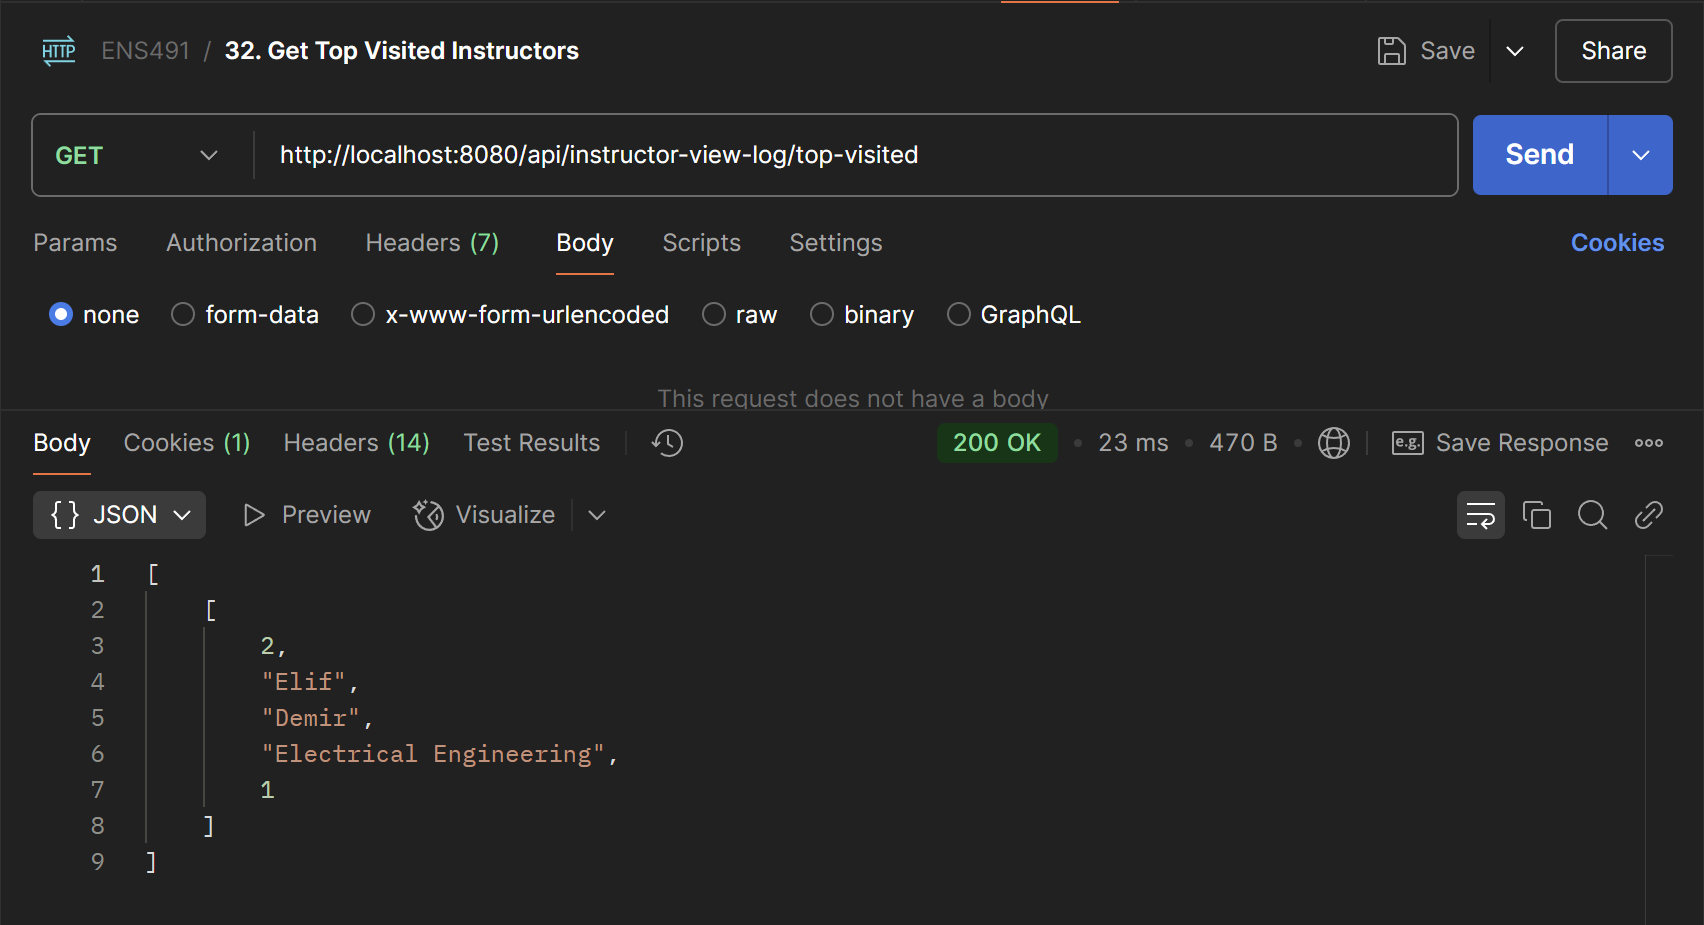 HTTP ENS491 / 32. Get Top Visited Instructors Save Share
GET http://localhost:8080/api/instructor-view-log/top-visited Send
Params Authorization Headers (7) Body Scripts Settings Cookies
none form-data x-www-form-urlencoded raw binary GraphQL
This request does not have a body
Body Cookies (1) Headers (14) Test Results 200 OK • 23 ms • 470 B • e.g. Save Response
{} JSON Preview Visualize
1 [
2 [
3 2,
4 "Elif",
5 "Demir",
6 "Electrical Engineering",
7 1
8 ]
9 ]